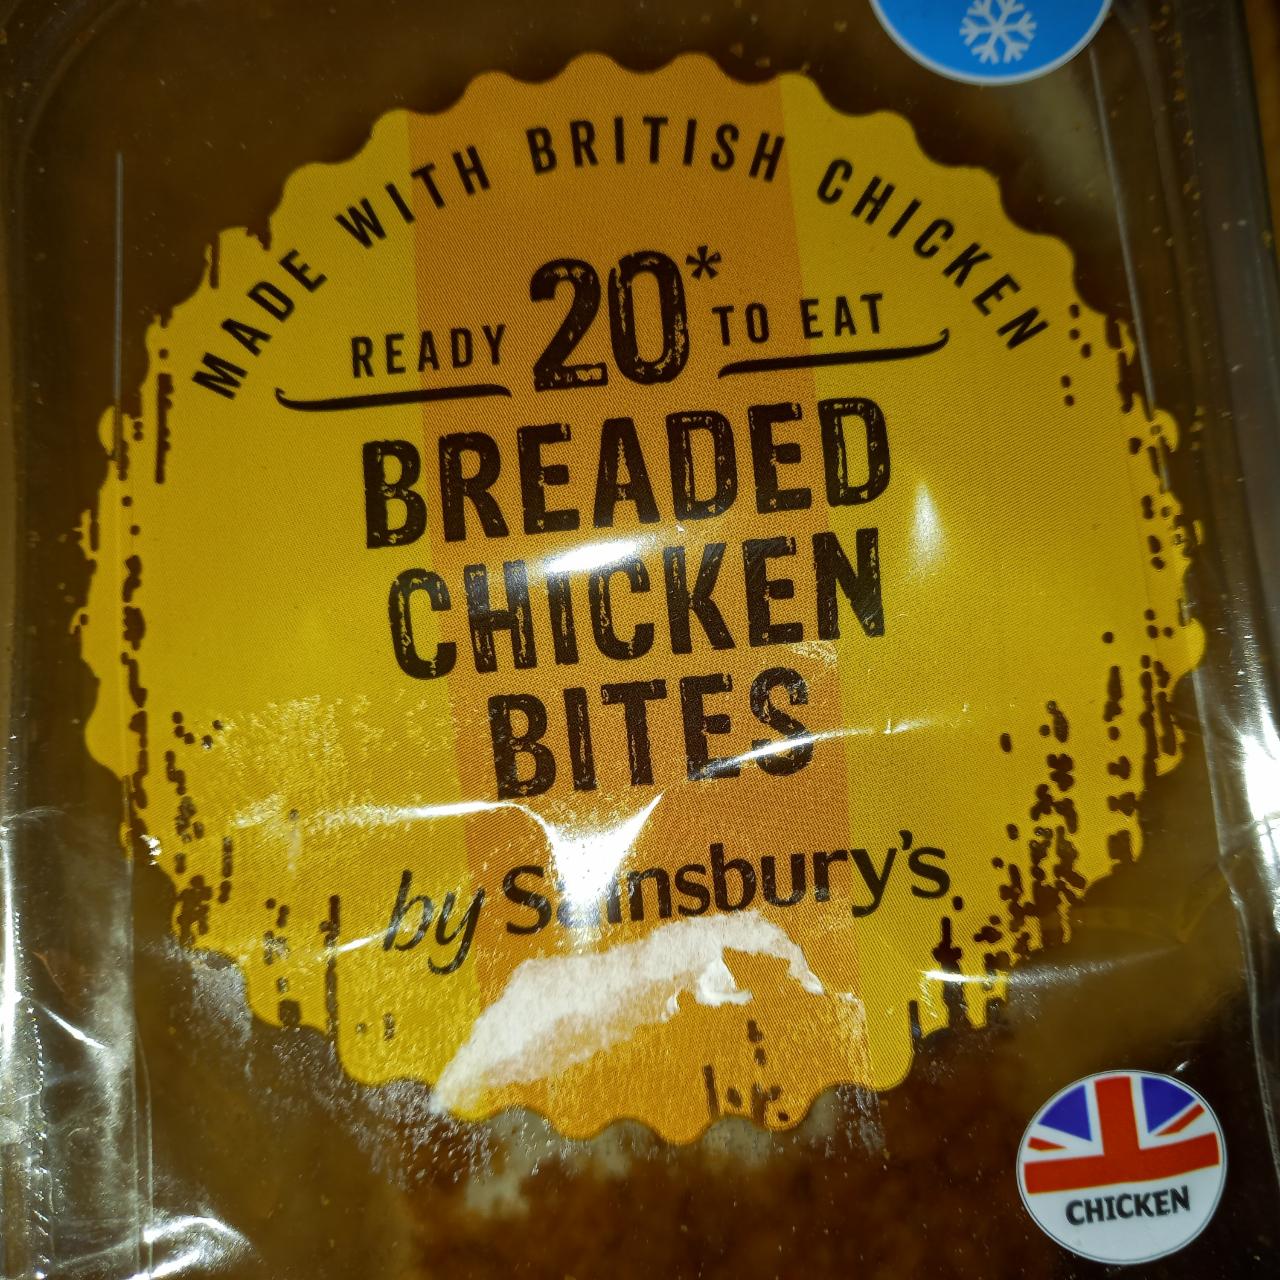 MADE WITH BRITISH CHICKEN
READY 20* TO EAT
BREADED
CHICKEN
BITES
by Sainsbury's
CHICKEN